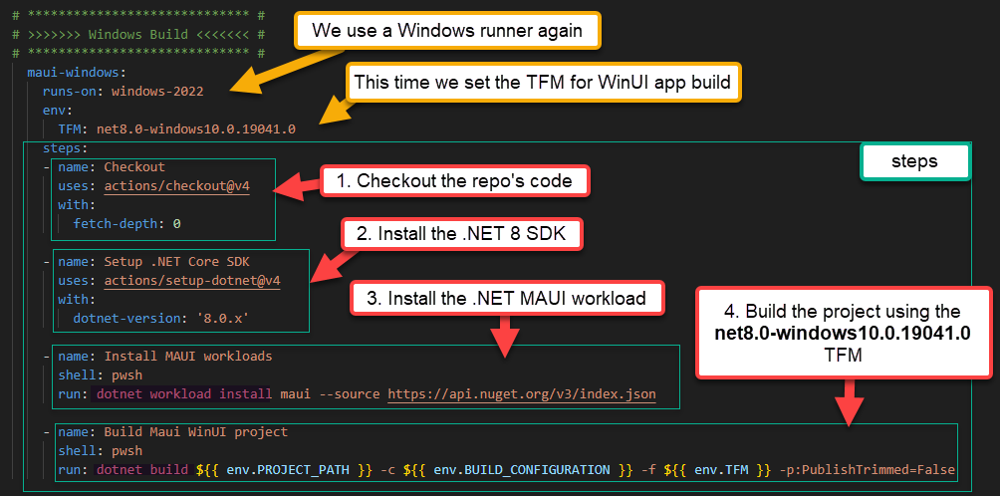 # ***************************** #
# >>>>>>> Windows Build <<<<<<< #
# ***************************** #
We use a Windows runner again
maui-windows:
runs-on: windows-2022
This time we set the TFM for WinUI app build
env:
TFM: net8.0-windows10.0.19041.0
steps:
steps
- name: Checkout
uses: actions/checkout@v4
with:
fetch-depth: 0
1. Checkout the repo's code
2. Install the .NET 8 SDK
- name: Setup .NET Core SDK
uses: actions/setup-dotnet@v4
with:
dotnet-version: '8.0.x'
3. Install the .NET MAUI workload
4. Build the project using the
net8.0-windows10.0.19041.0
TFM
- name: Install MAUI workloads
shell: pwsh
run: dotnet workload install maui --source https://api.nuget.org/v3/index.json
- name: Build Maui WinUI project
shell: pwsh
run: dotnet build ${{ env.PROJECT_PATH }} -c ${{ env.BUILD_CONFIGURATION }} -f ${{ env.TFM }} -p:PublishTrimmed=False